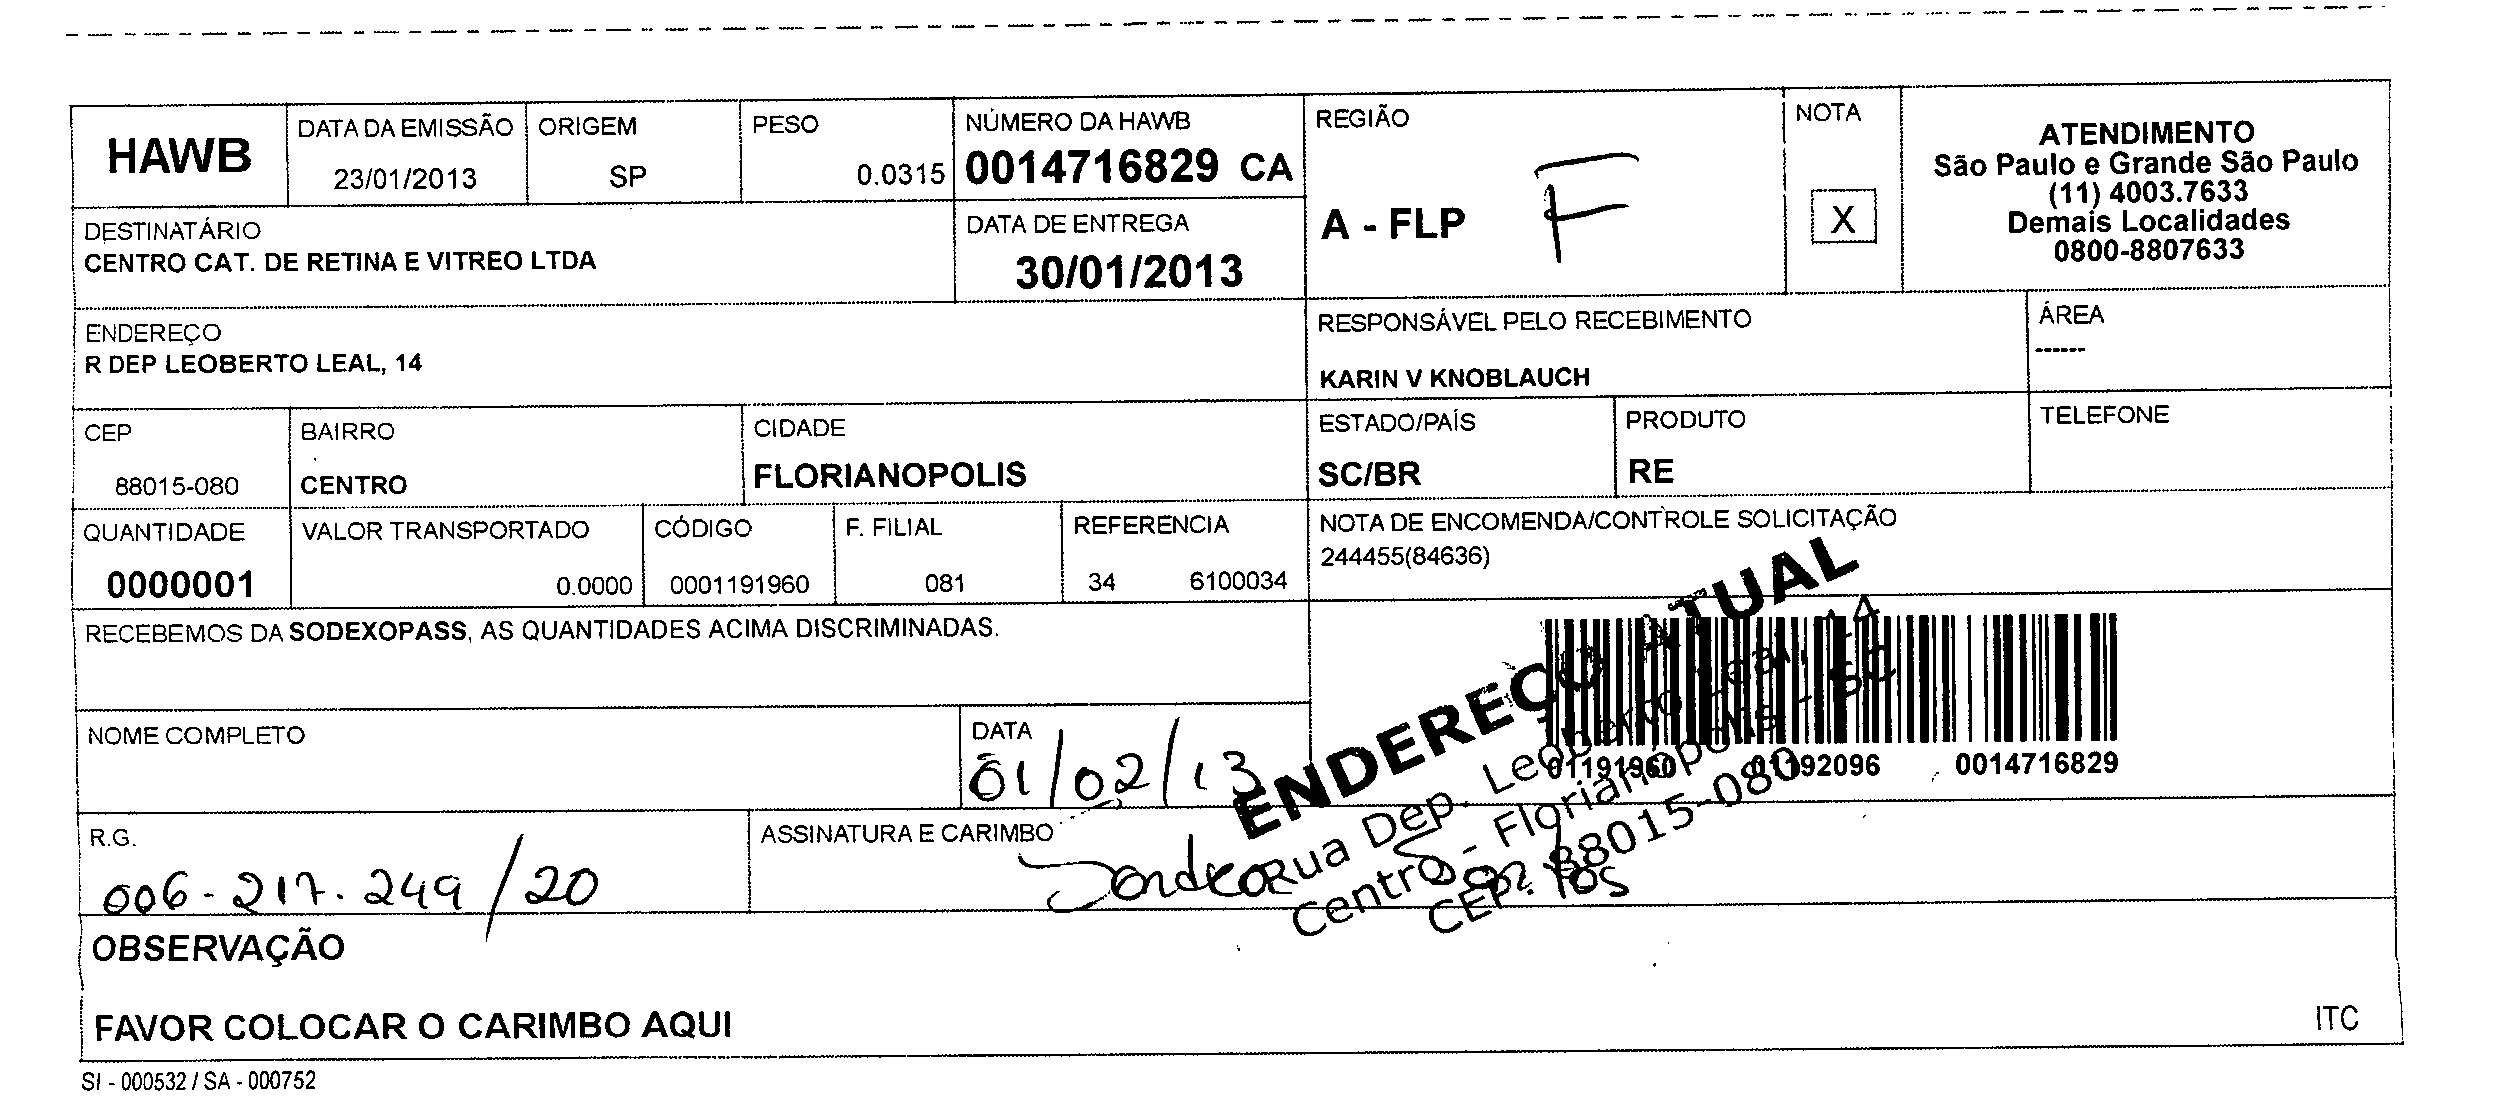 HAWB
DATA DA EMISSÃO
23/01/2013
ORIGEM
SP
PESO
0.0315
NÚMERO DA HAWB
0014716829 CA
REGIÃO
A - FLP F
NOTA
X
ATENDIMENTO
São Paulo e Grande São Paulo
(11) 4003.7633
Demais Localidades
0800-8807633
DESTINATÁRIO
CENTRO CAT. DE RETINA E VITREO LTDA
DATA DE ENTREGA
30/01/2013
ENDEREÇO
R DEP LEOBERTO LEAL, 14
RESPONSÁVEL PELO RECEBIMENTO
KARIN V KNOBLAUCH
ÁREA
------
CEP
88015-080
BAIRRO
CENTRO
CIDADE
FLORIANOPOLIS
ESTADO/PAÍS
SC/BR
PRODUTO
RE
TELEFONE
QUANTIDADE
0000001
VALOR TRANSPORTADO
0.0000
CÓDIGO
0001191960
F. FILIAL
081
REFERENCIA
34 6100034
NOTA DE ENCOMENDA/CONTROLE SOLICITAÇÃO
244455(84636)
RECEBEMOS DA SODEXOPASS, AS QUANTIDADES ACIMA DISCRIMINADAS.
NOME COMPLETO
DATA
01/02/13
01191960 01192096 0014716829
ENDEREÇO ATUAL
Rua Dep. Leoberto Leal, 14
Centro - Florianópolis - SC
CEP: 88015-080
R.G.
006-217.249/20
ASSINATURA E CARIMBO
OBSERVAÇÃO
FAVOR COLOCAR O CARIMBO AQUI
ITC
SI - 000532 / SA - 000752